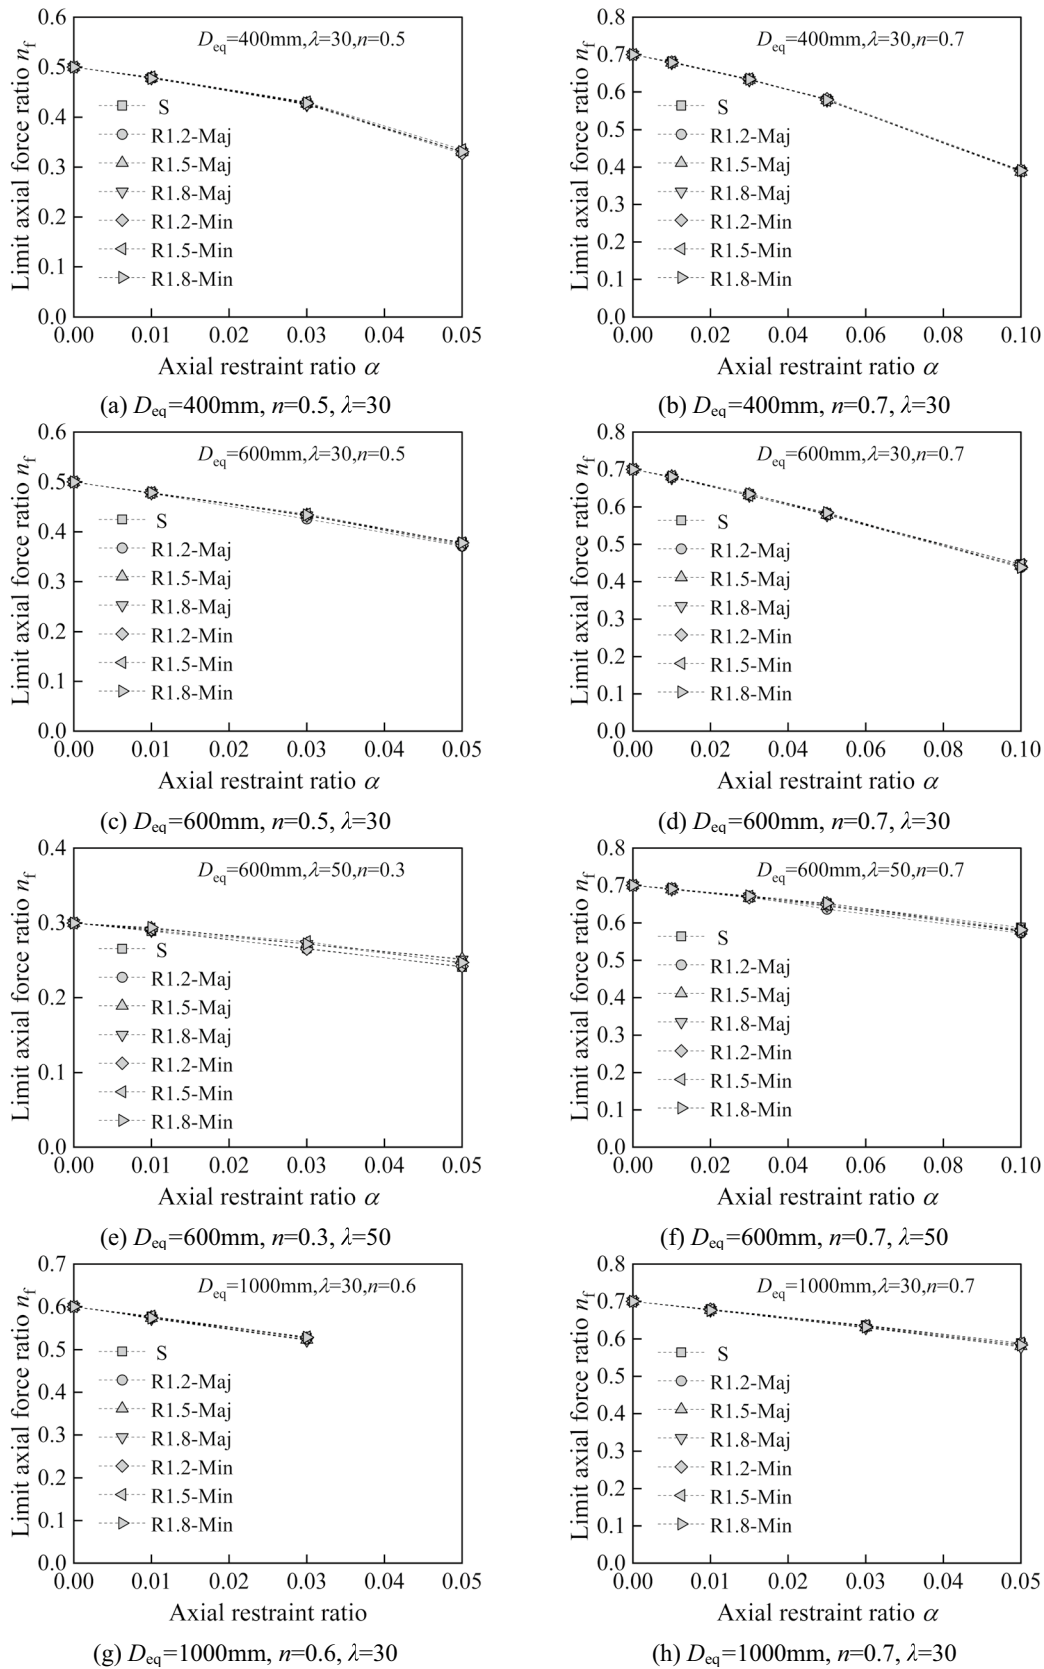 Limit axial force ratio nf
0.6
0.5
0.4
0.3
0.2
0.1
0.0
Deq=400mm,λ=30,n=0.5
S
R1.2-Maj
R1.5-Maj
R1.8-Maj
R1.2-Min
R1.5-Min
R1.8-Min
0.00 0.01 0.02 0.03 0.04 0.05
Axial restraint ratio α
(a) Deq=400mm, n=0.5, λ=30
Limit axial force ratio nf
0.8
0.7
0.6
0.5
0.4
0.3
0.2
0.1
0.0
Deq=400mm,λ=30,n=0.7
S
R1.2-Maj
R1.5-Maj
R1.8-Maj
R1.2-Min
R1.5-Min
R1.8-Min
0.00 0.02 0.04 0.06 0.08 0.10
Axial restraint ratio α
(b) Deq=400mm, n=0.7, λ=30
Limit axial force ratio nf
0.6
0.5
0.4
0.3
0.2
0.1
0.0
Deq=600mm,λ=30,n=0.5
S
R1.2-Maj
R1.5-Maj
R1.8-Maj
R1.2-Min
R1.5-Min
R1.8-Min
0.00 0.01 0.02 0.03 0.04 0.05
Axial restraint ratio α
(c) Deq=600mm, n=0.5, λ=30
Limit axial force ratio nf
0.8
0.7
0.6
0.5
0.4
0.3
0.2
0.1
0.0
Deq=600mm,λ=30,n=0.7
S
R1.2-Maj
R1.5-Maj
R1.8-Maj
R1.2-Min
R1.5-Min
R1.8-Min
0.00 0.02 0.04 0.06 0.08 0.10
Axial restraint ratio α
(d) Deq=600mm, n=0.7, λ=30
Limit axial force ratio nf
0.4
0.3
0.2
0.1
0.0
Deq=600mm,λ=50,n=0.3
S
R1.2-Maj
R1.5-Maj
R1.8-Maj
R1.2-Min
R1.5-Min
R1.8-Min
0.00 0.01 0.02 0.03 0.04 0.05
Axial restraint ratio α
(e) Deq=600mm, n=0.3, λ=50
Limit axial force ratio nf
0.8
0.7
0.6
0.5
0.4
0.3
0.2
0.1
0.0
Deq=600mm,λ=50,n=0.7
S
R1.2-Maj
R1.5-Maj
R1.8-Maj
R1.2-Min
R1.5-Min
R1.8-Min
0.00 0.02 0.04 0.06 0.08 0.10
Axial restraint ratio α
(f) Deq=600mm, n=0.7, λ=50
Limit axial force ratio nf
0.7
0.6
0.5
0.4
0.3
0.2
0.1
0.0
Deq=1000mm,λ=30,n=0.6
S
R1.2-Maj
R1.5-Maj
R1.8-Maj
R1.2-Min
R1.5-Min
R1.8-Min
0.00 0.01 0.02 0.03 0.04 0.05
Axial restraint ratio
(g) Deq=1000mm, n=0.6, λ=30
Limit axial force ratio nf
0.8
0.7
0.6
0.5
0.4
0.3
0.2
0.1
0.0
Deq=1000mm,λ=30,n=0.7
S
R1.2-Maj
R1.5-Maj
R1.8-Maj
R1.2-Min
R1.5-Min
R1.8-Min
0.00 0.01 0.02 0.03 0.04 0.05
Axial restraint ratio α
(h) Deq=1000mm, n=0.7, λ=30